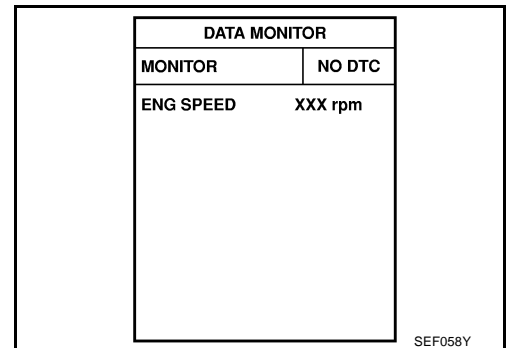 DATA MONITOR
MONITOR NO DTC
ENG SPEED XXX rpm
SEF058Y